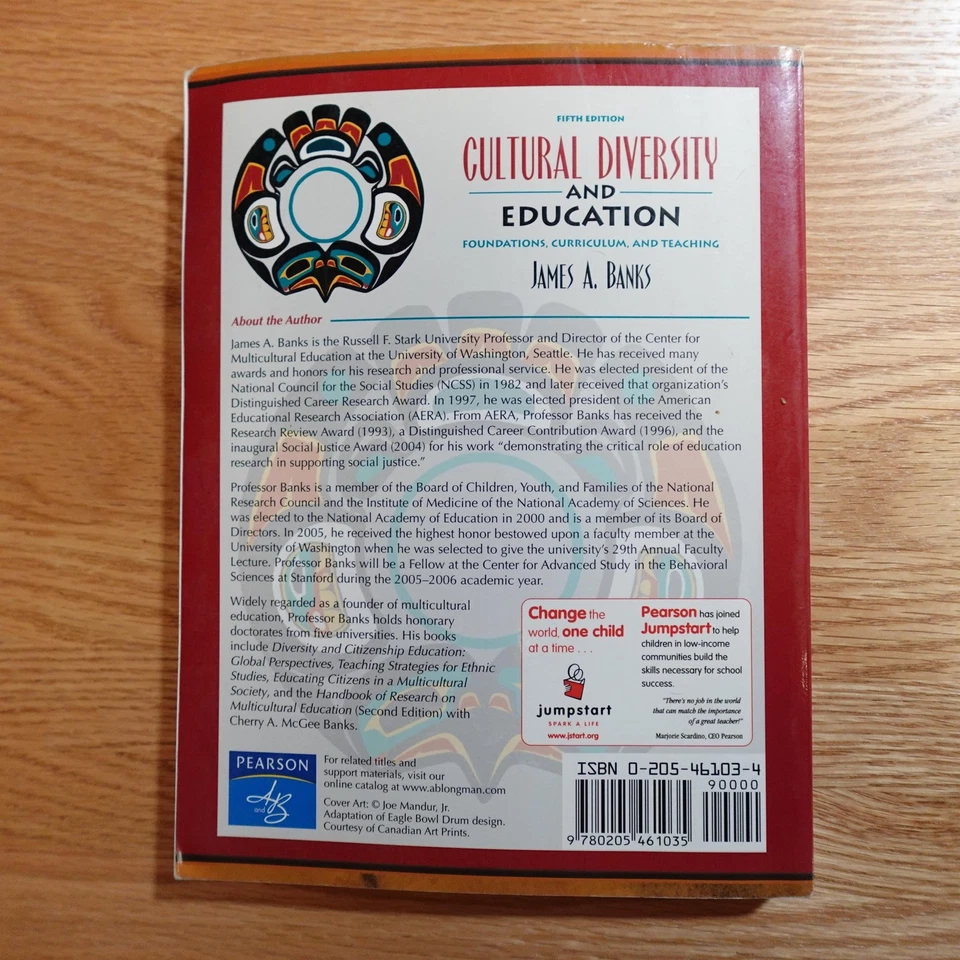 FIFTH EDITION
CULTURAL DIVERSITY
AND
EDUCATION
FOUNDATIONS, CURRICULUM, AND TEACHING
JAMES A. BANKS
About the Author
James A. Banks is the Russell F. Stark University Professor and Director of the Center for
Multicultural Education at the University of Washington, Seattle. He has received many
awards and honors for his research and professional service. He was elected president of the
National Council for the Social Studies (NCSS) in 1982 and later received that organization's
Distinguished Career Research Award. In 1997, he was elected president of the American
Educational Research Association (AERA). From AERA, Professor Banks has received the
Research Review Award (1993), a Distinguished Career Contribution Award (1996), and the
inaugural Social Justice Award (2004) for his work "demonstrating the critical role of education
research in supporting social justice."
Professor Banks is a member of the Board of Children, Youth, and Families of the National
Research Council and the Institute of Medicine of the National Academy of Sciences. He
was elected to the National Academy of Education in 2000 and is a member of its Board of
Directors. In 2005, he received the highest honor bestowed upon a faculty member at the
University of Washington when he was selected to give the university's 29th Annual Faculty
Lecture. Professor Banks will be a Fellow at the Center for Advanced Study in the Behavioral
Sciences at Stanford during the 2005–2006 academic year.
Widely regarded as a founder of multicultural
education, Professor Banks holds honorary
doctorates from five universities. His books
include Diversity and Citizenship Education:
Global Perspectives, Teaching Strategies for Ethnic
Studies, Educating Citizens in a Multicultural
Society, and the Handbook of Research on
Multicultural Education (Second Edition) with
Cherry A. McGee Banks.
Change the
world, one child
at a time . . .
jumpstart
SPARK A LIFE
www.jstart.org
Pearson has joined
Jumpstart to help
children in low-income
communities build the
skills necessary for school
success.
"There's no job in the world
that can match the importance
of a great teacher!"
Marjorie Scardino, CEO Pearson
PEARSON
A and B
For related titles and
support materials, visit our
online catalog at www.ablongman.com
Cover Art: © Joe Mandur, Jr.
Adaptation of Eagle Bowl Drum design.
Courtesy of Canadian Art Prints.
ISBN 0-205-46103-4
90000
9 780205 461035